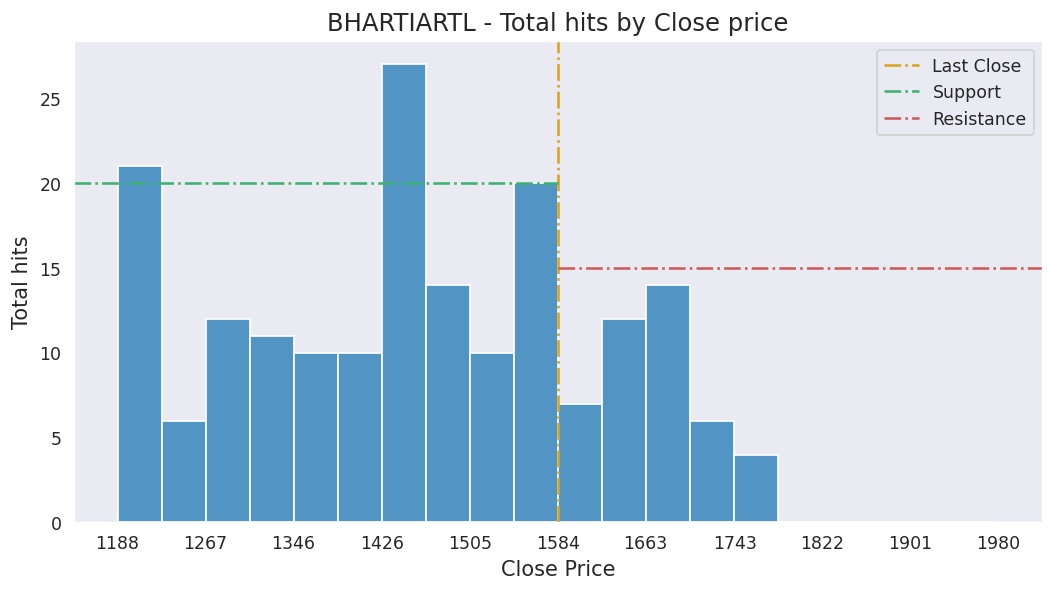 BHARTIARTL - Total hits by Close price
Last Close
Support
Resistance
Total hits
25
20
15
10
5
0
1188 1267 1346 1426 1505 1584 1663 1743 1822 1901 1980
Close Price